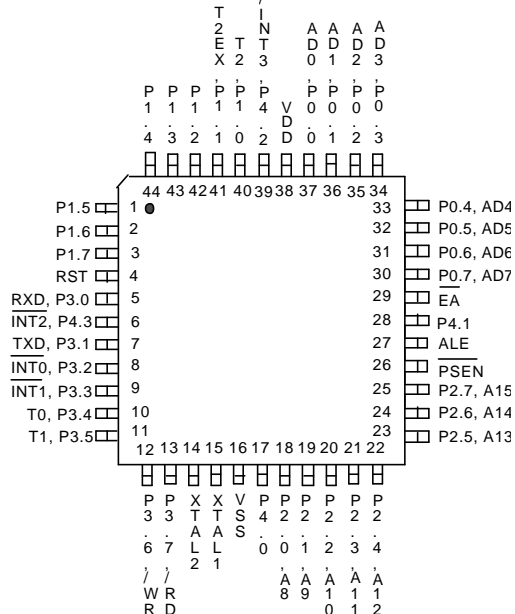 T2EX,P1.1
T2,P1.0
/INT3,P4.2
AD0,P0.0
AD1,P0.1
AD2,P0.2
AD3,P0.3
P1.4
P1.3
P1.2
VDD
44 43 42 41 40 39 38 37 36 35 34
P1.5 1
P1.6 2
P1.7 3
RST 4
RXD, P3.0 5
INT2, P4.3 6
TXD, P3.1 7
INT0, P3.2 8
INT1, P3.3 9
T0, P3.4 10
T1, P3.5 11
33 P0.4, AD4
32 P0.5, AD5
31 P0.6, AD6
30 P0.7, AD7
29 EA
28 P4.1
27 ALE
26 PSEN
25 P2.7, A15
24 P2.6, A14
23 P2.5, A13
12 13 14 15 16 17 18 19 20 21 22
P3.6,/WR
P3.7,/RD
XTAL2
XTAL1
VSS
P4.0
P2.0,A8
P2.1,A9
P2.2,A10
P2.3,A11
P2.4,A12